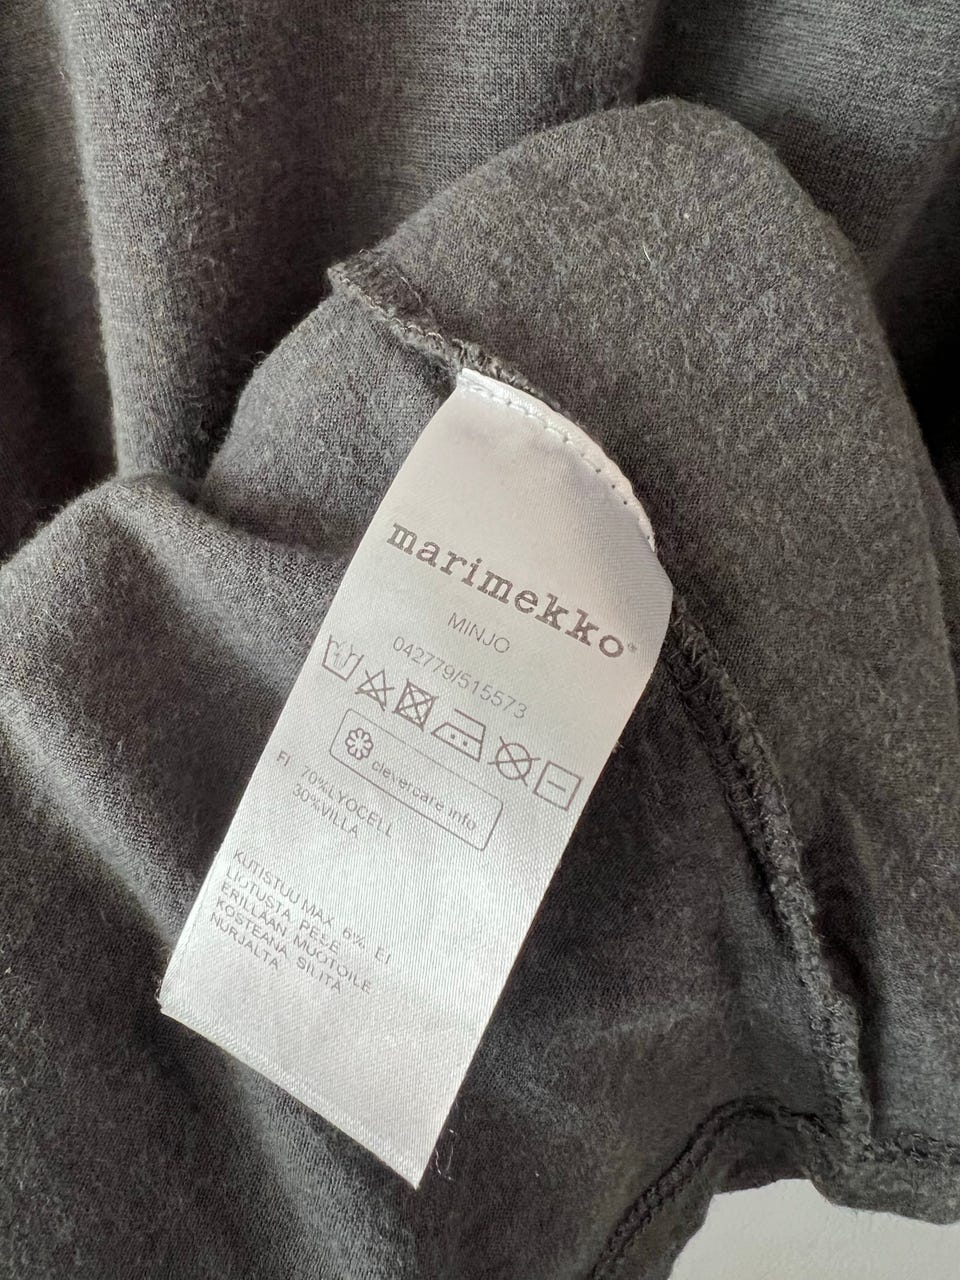 marimekko®
MINJO
042779/515573
clevercare.info
FI 70%LYOCELL
30%VILLA
KUTISTUU MAX. 6%. EI
LIOTUSTA. PESE
ERILLÄÄN. MUOTOILE
KOSTEANA. SILITÄ
NURJALTA.